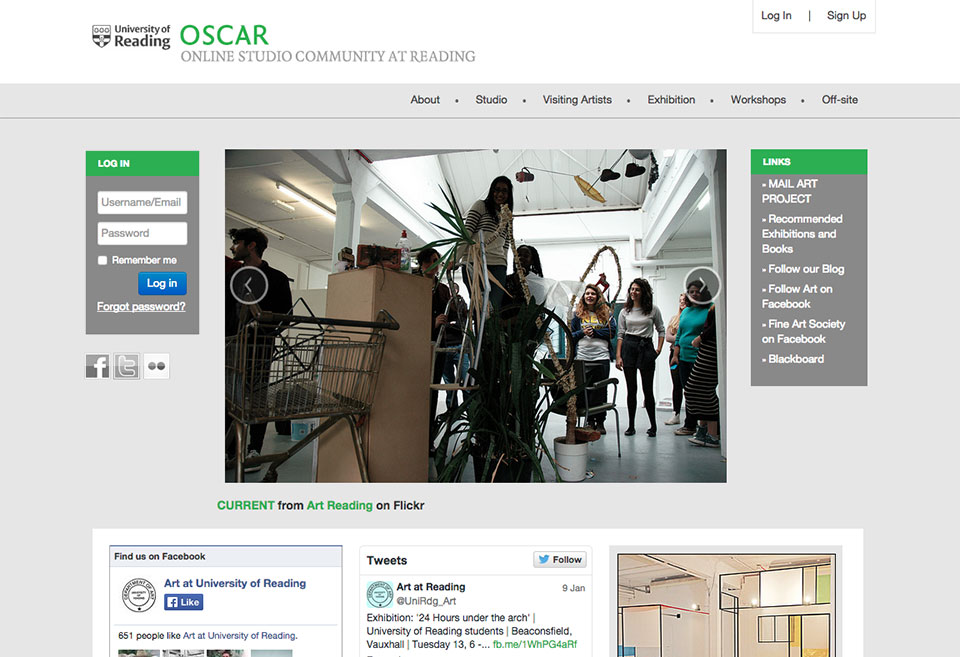 Log In | Sign Up
University of
Reading
OSCAR
ONLINE STUDIO COMMUNITY AT READING
About • Studio • Visiting Artists • Exhibition • Workshops • Off-site
LOG IN
Username/Email
Password
Remember me
Log in
Forgot password?
LINKS
» MAIL ART
PROJECT
» Recommended
Exhibitions and
Books
» Follow our Blog
» Follow Art on
Facebook
» Fine Art Society
on Facebook
» Blackboard
CURRENT from Art Reading on Flickr
Find us on Facebook
Art at University of Reading
Like
651 people like Art at University of Reading.
Tweets
Follow
Art at Reading
9 Jan
@UniRdg_Art
Exhibition: '24 Hours under the arch' |
University of Reading students | Beaconsfield,
Vauxhall | Tuesday 13, 6 -... fb.me/1WhPG4aRf